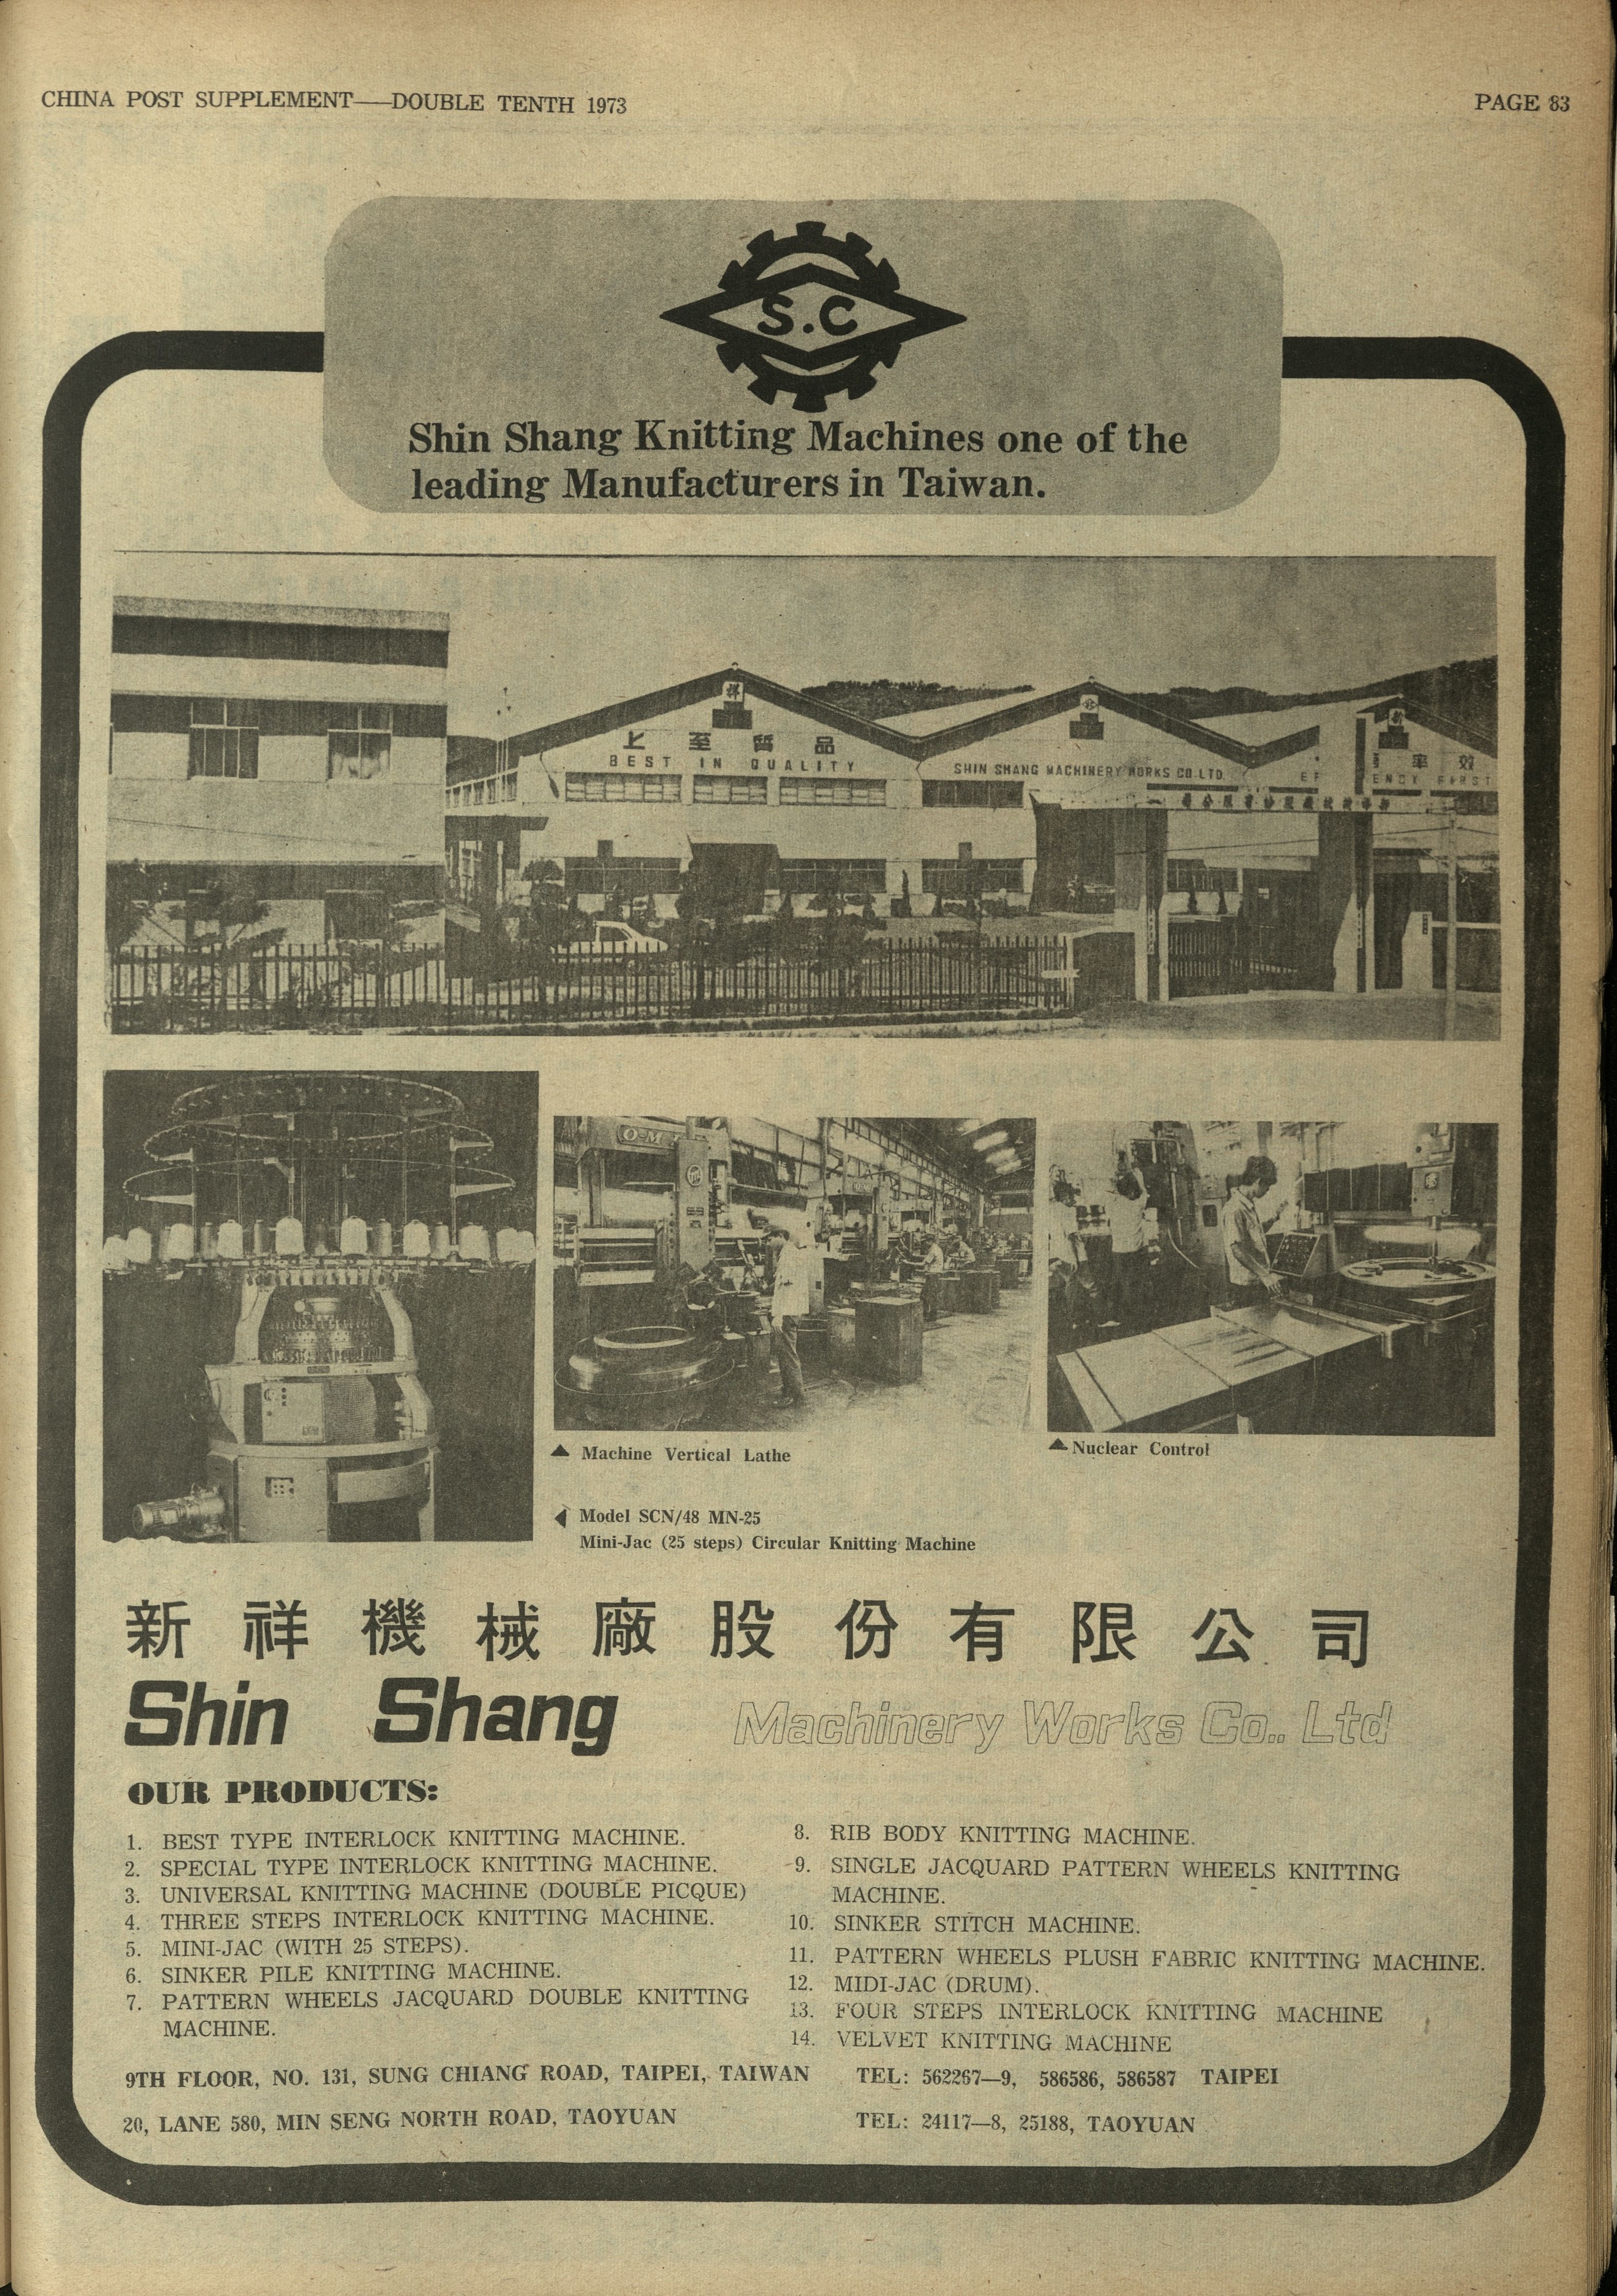 CHINA POST SUPPLEMENT——DOUBLE TENTH 1973
PAGE 83
S.C
Shin Shang Knitting Machines one of the
leading Manufacturers in Taiwan.
祥
上至質品
BEST IN QUALITY
SHIN SHANG MACHINERY WORKS CO. LTD.
新
率效
EF ENCY FIRST
O-M
Machine Vertical Lathe
Nuclear Control
Model SCN/48 MN-25
Mini-Jac (25 steps) Circular Knitting Machine
新祥機械廠股份有限公司
Shin Shang Machinery Works Co.. Ltd
OUR PRODUCTS:
1. BEST TYPE INTERLOCK KNITTING MACHINE.
2. SPECIAL TYPE INTERLOCK KNITTING MACHINE.
3. UNIVERSAL KNITTING MACHINE (DOUBLE PICQUE)
4. THREE STEPS INTERLOCK KNITTING MACHINE.
5. MINI-JAC (WITH 25 STEPS).
6. SINKER PILE KNITTING MACHINE.
7. PATTERN WHEELS JACQUARD DOUBLE KNITTING
MACHINE.
8. RIB BODY KNITTING MACHINE.
9. SINGLE JACQUARD PATTERN WHEELS KNITTING
MACHINE.
10. SINKER STITCH MACHINE.
11. PATTERN WHEELS PLUSH FABRIC KNITTING MACHINE.
12. MIDI-JAC (DRUM).
13. FOUR STEPS INTERLOCK KNITTING MACHINE
14. VELVET KNITTING MACHINE
9TH FLOOR, NO. 131, SUNG CHIANG ROAD, TAIPEI, TAIWAN TEL: 562267—9, 586586, 586587 TAIPEI
20, LANE 580, MIN SENG NORTH ROAD, TAOYUAN TEL: 24117—8, 25188, TAOYUAN